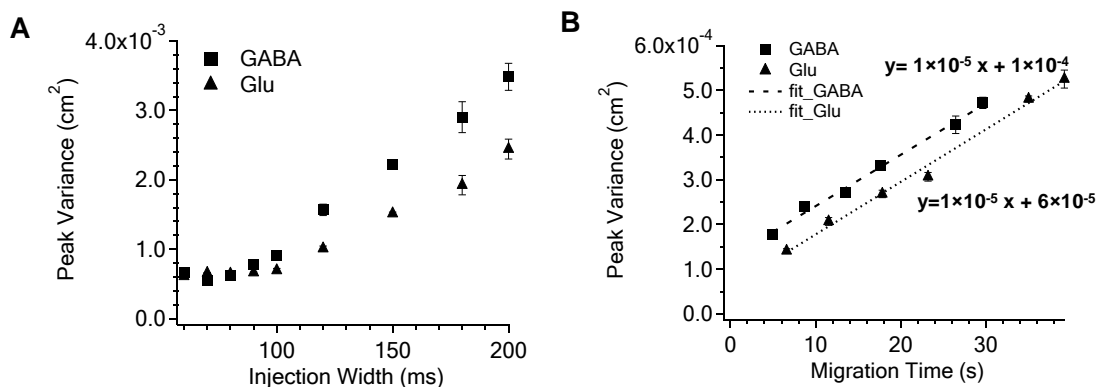 A
4.0x10-3
3.0
2.0
1.0
0.0
Peak Variance (cm2)
GABA
Glu
100
150
200
Injection Width (ms)
B
6.0x10-4
5.0
4.0
3.0
2.0
1.0
0.0
Peak Variance (cm2)
GABA
Glu
fit_GABA
fit_Glu
y= 1×10-5 x + 1×10-4
y=1×10-5 x + 6×10-5
0
10
20
30
Migration Time (s)